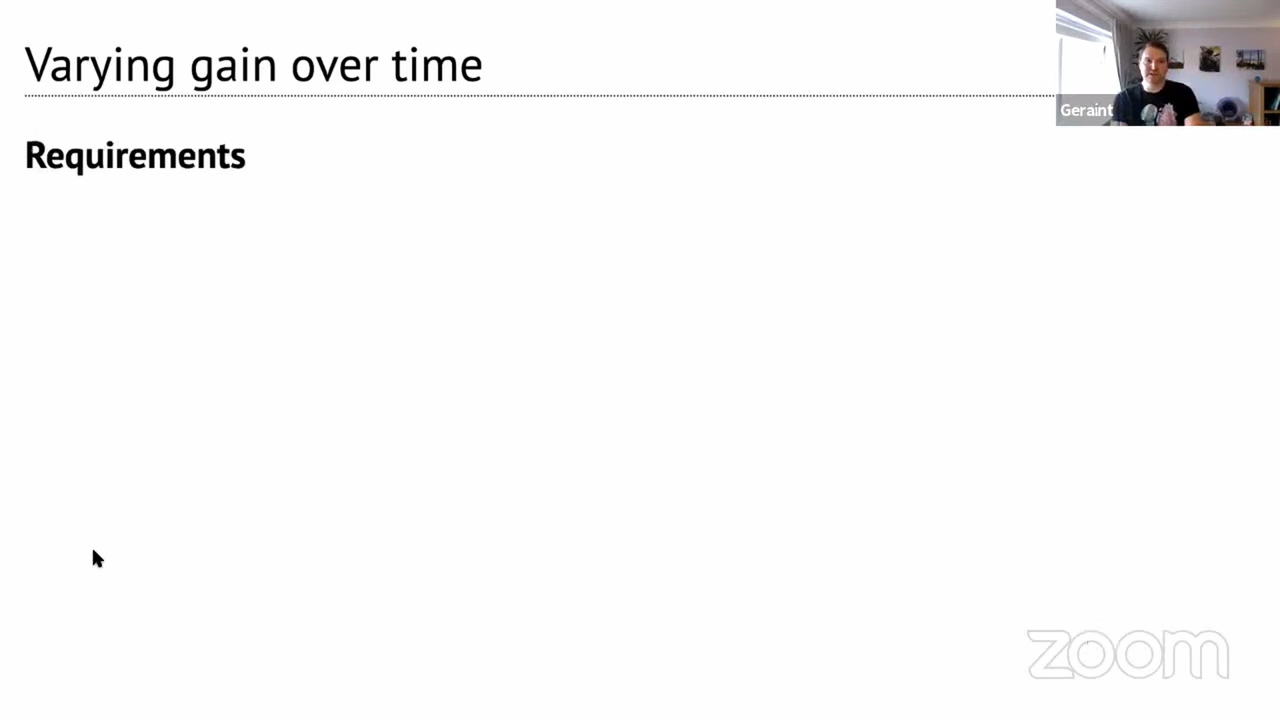 Varying gain over time
Geraint
Requirements
zoom